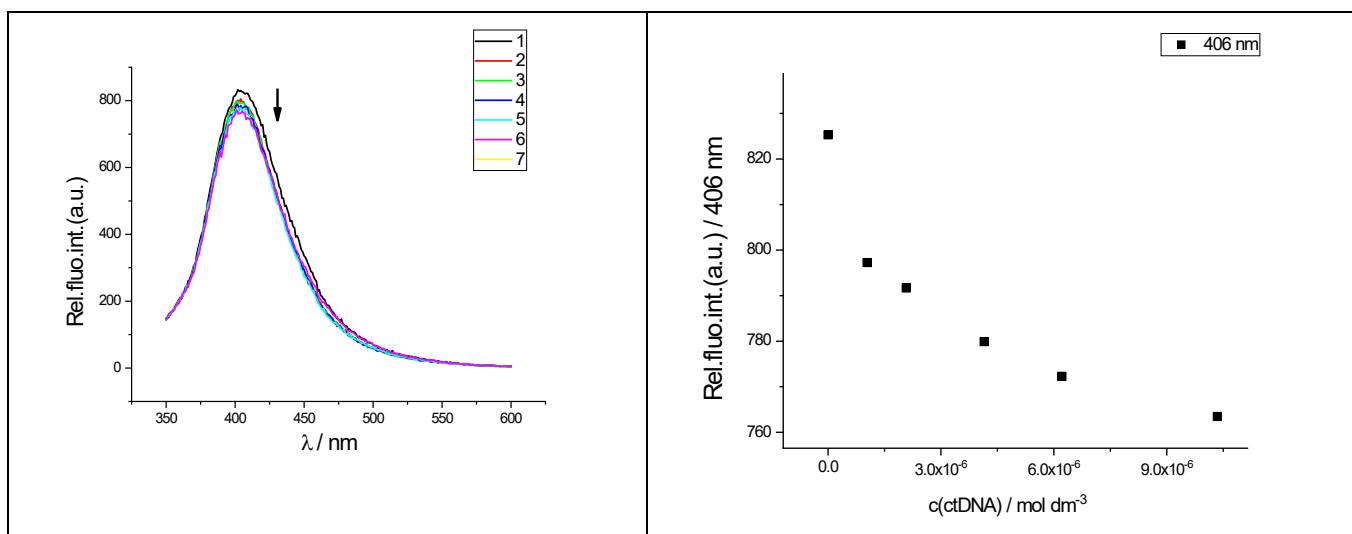 1
2
3
4
5
6
7
800
600
400
200
0
Rel.fluo.int.(a.u.)
350 400 450 500 550 600
λ / nm
406 nm
820
800
780
760
Rel.fluo.int.(a.u.) / 406 nm
0.0 3.0x10⁻⁶ 6.0x10⁻⁶ 9.0x10⁻⁶
c(ctDNA) / mol dm⁻³